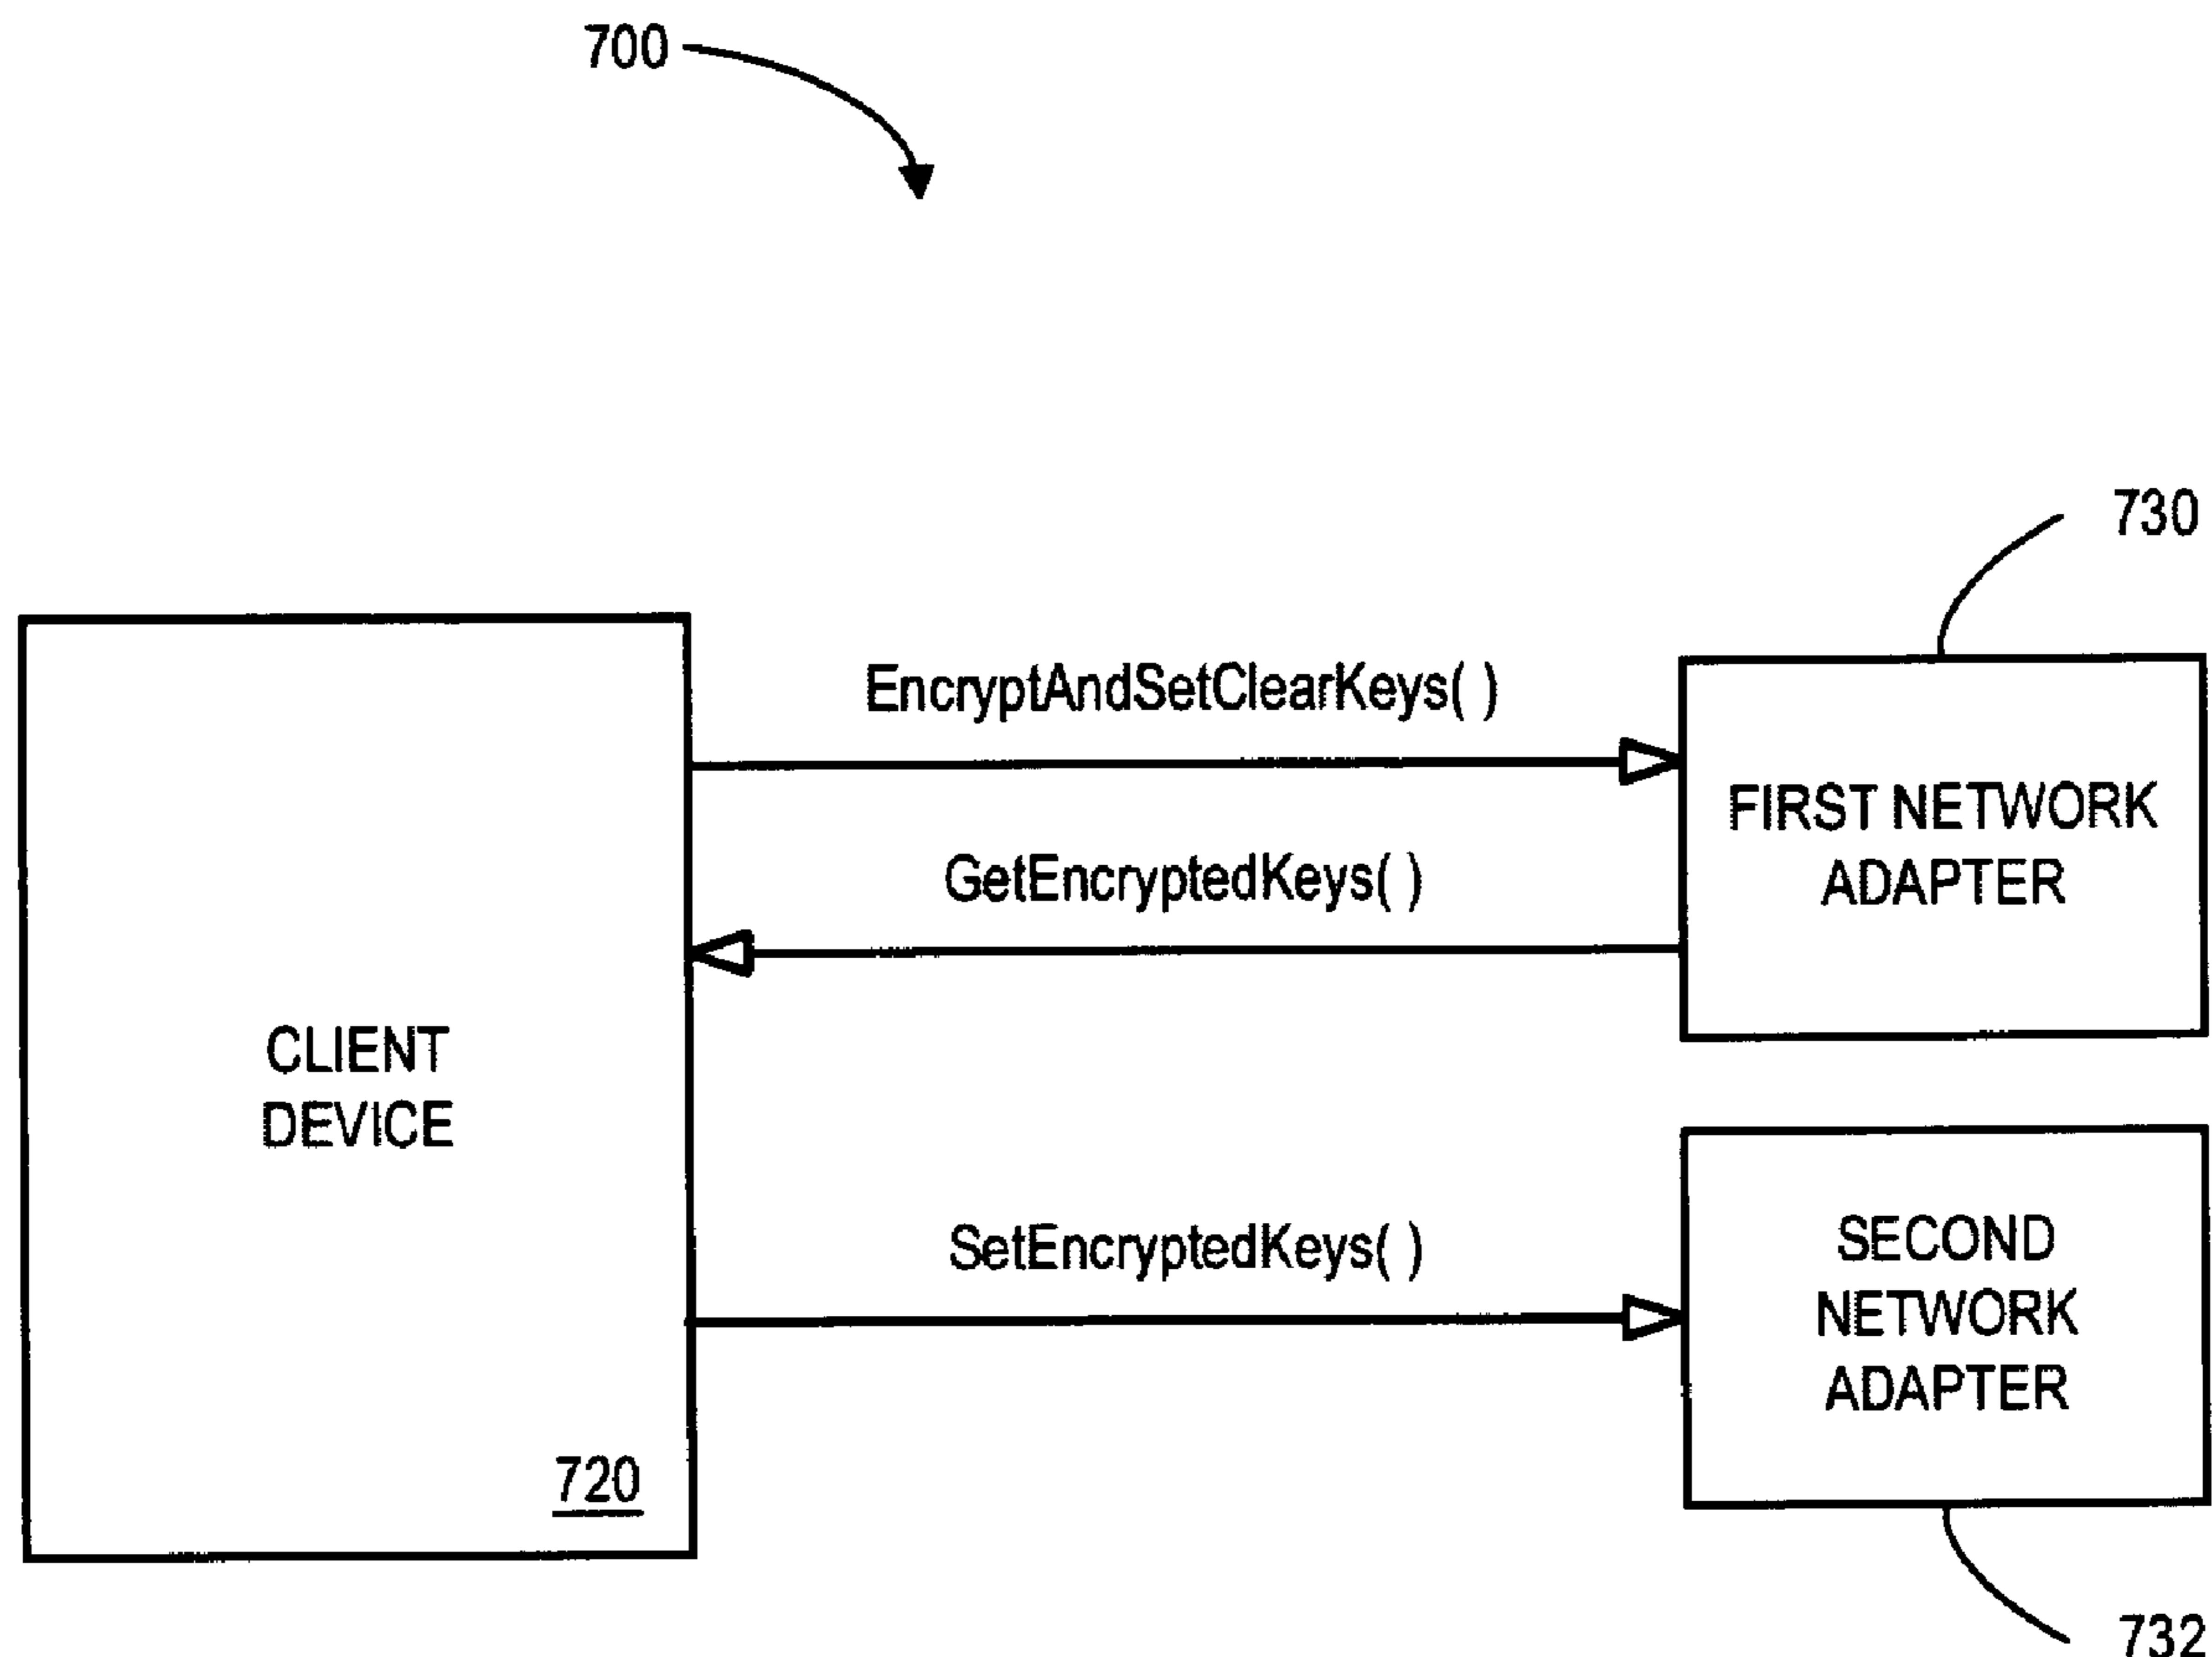 700
730
EncryptAndSetClearKeys( )
FIRST NETWORK
ADAPTER
GetEncryptedKeys( )
CLIENT
DEVICE
SetEncryptedKeys( )
SECOND
NETWORK
ADAPTER
720
732